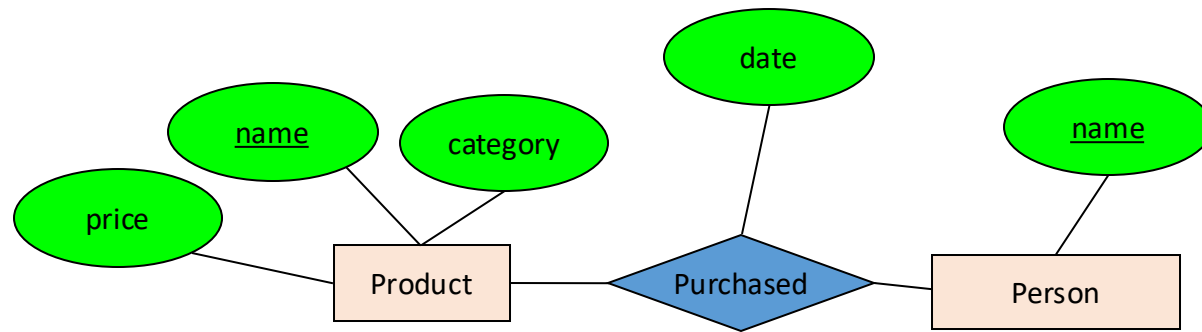 date
name
name
category
price
Product
Purchased
Person